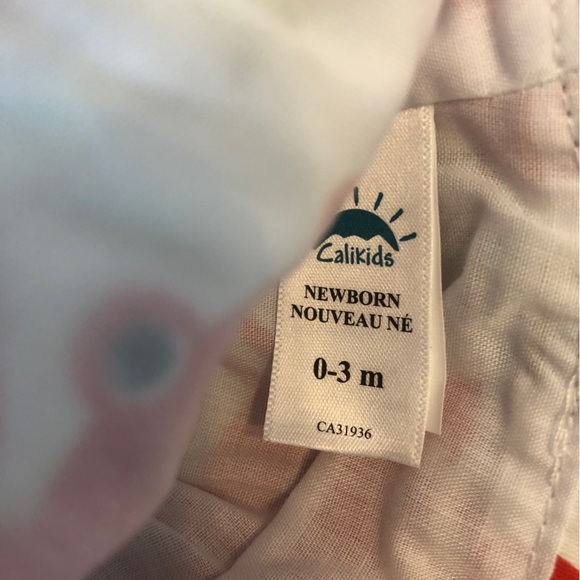 CaliKids
NEWBORN
NOUVEAU NÉ
0-3 m
CA31936